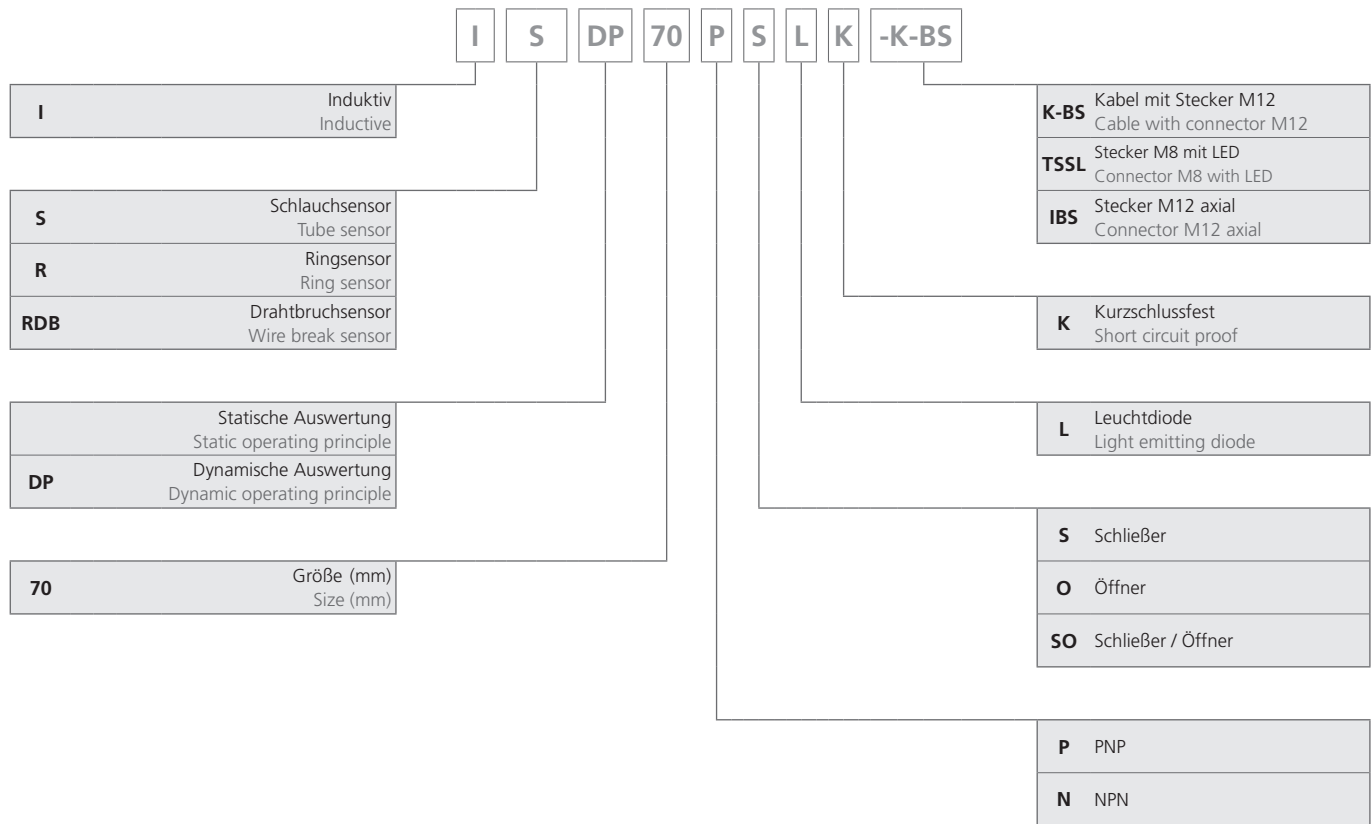 I S DP 70 P S L K -K-BS
I Induktiv
Inductive
S Schlauchsensor
Tube sensor
R Ringsensor
Ring sensor
RDB Drahtbruchsensor
Wire break sensor
Statische Auswertung
Static operating principle
DP Dynamische Auswertung
Dynamic operating principle
70 Größe (mm)
Size (mm)
K-BS Kabel mit Stecker M12
Cable with connector M12
TSSL Stecker M8 mit LED
Connector M8 with LED
IBS Stecker M12 axial
Connector M12 axial
K Kurzschlussfest
Short circuit proof
L Leuchtdiode
Light emitting diode
S Schließer
O Öffner
SO Schließer / Öffner
P PNP
N NPN